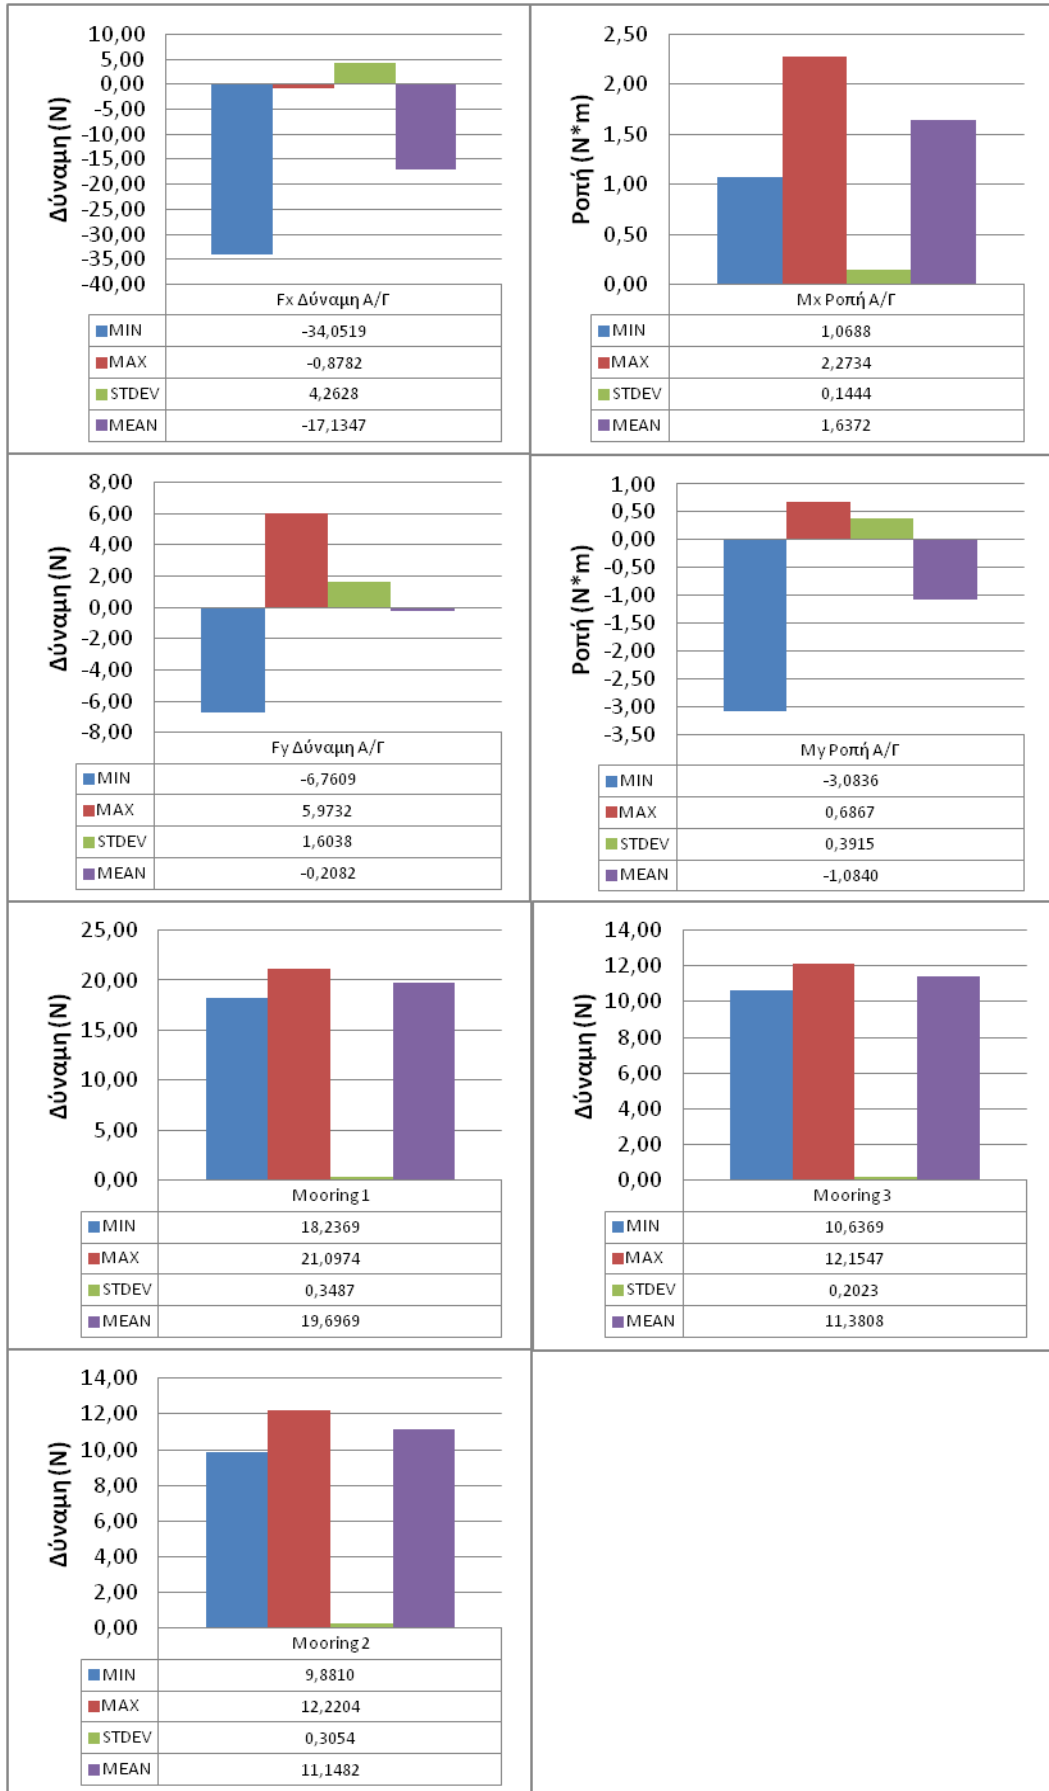 Δύναμη (N)
10,00
5,00
0,00
-5,00
-10,00
-15,00
-20,00
-25,00
-30,00
-35,00
-40,00
Fx Δύναμη Α/Γ
MIN -34,0519
MAX -0,8782
STDEV 4,2628
MEAN -17,1347
Ροπή (N*m)
2,50
2,00
1,50
1,00
0,50
0,00
Mx Ροπή Α/Γ
MIN 1,0688
MAX 2,2734
STDEV 0,1444
MEAN 1,6372
Δύναμη (N)
8,00
6,00
4,00
2,00
0,00
-2,00
-4,00
-6,00
-8,00
Fy Δύναμη Α/Γ
MIN -6,7609
MAX 5,9732
STDEV 1,6038
MEAN -0,2082
Ροπή (N*m)
1,00
0,50
0,00
-0,50
-1,00
-1,50
-2,00
-2,50
-3,00
-3,50
My Ροπή Α/Γ
MIN -3,0836
MAX 0,6867
STDEV 0,3915
MEAN -1,0840
Δύναμη (N)
25,00
20,00
15,00
10,00
5,00
0,00
Mooring 1
MIN 18,2369
MAX 21,0974
STDEV 0,3487
MEAN 19,6969
Δύναμη (N)
14,00
12,00
10,00
8,00
6,00
4,00
2,00
0,00
Mooring 3
MIN 10,6369
MAX 12,1547
STDEV 0,2023
MEAN 11,3808
Δύναμη (N)
14,00
12,00
10,00
8,00
6,00
4,00
2,00
0,00
Mooring 2
MIN 9,8810
MAX 12,2204
STDEV 0,3054
MEAN 11,1482